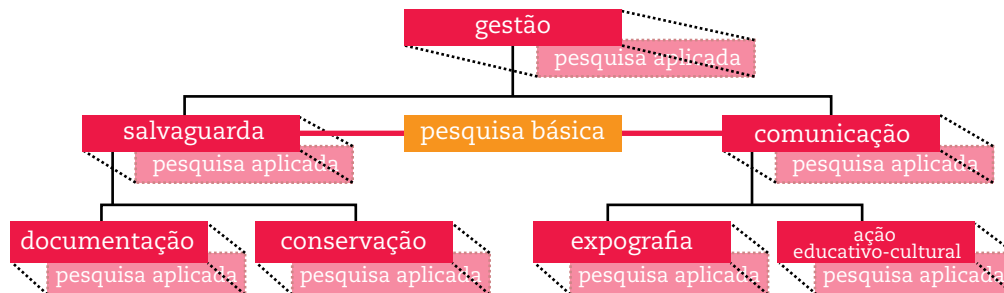 gestão
pesquisa aplicada
salvaguarda
pesquisa básica
comunicação
pesquisa aplicada
pesquisa aplicada
documentação
conservação
expografia
ação
educativo-cultural
pesquisa aplicada
pesquisa aplicada
pesquisa aplicada
pesquisa aplicada